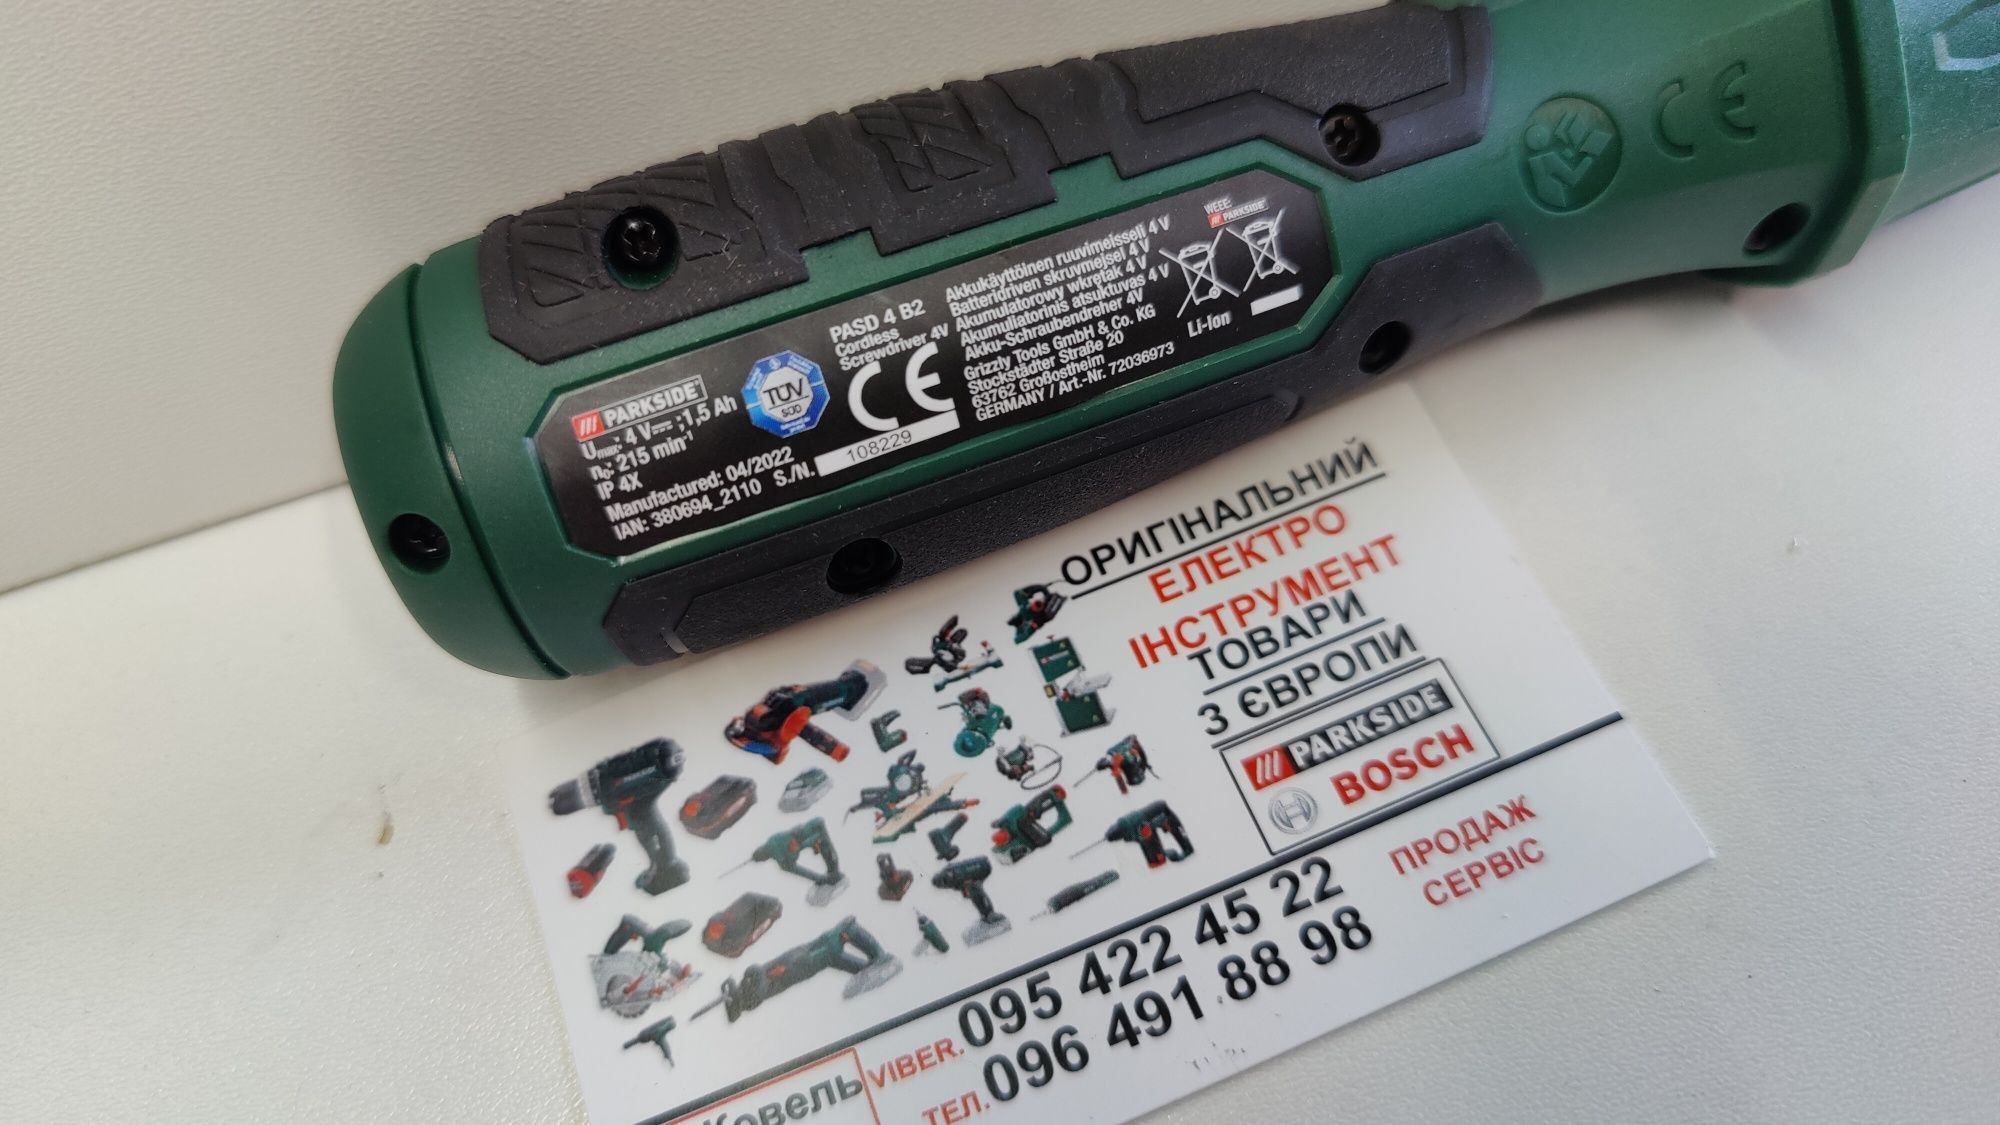 PARKSIDE
Umax: 4 V ; 1,5 Ah
n0: 215 min-1
IP 4X
Manufactured: 04/2022
IAN: 380694_2110 S./N. 108229
TÜV
SÜD
PASD 4 B2
Cordless
Screwdriver 4V
CE
Akkukäyttöinen ruuvimeisseli 4 V
Batteridriven skruvmejsel 4 V
Akumulatorowy wkrętak 4 V
Akumuliatorinis atsuktuvas 4 V
Akku-Schraubendreher 4V
Grizzly Tools GmbH & Co. KG
Stockstädter Straße 20
63762 Großostheim
GERMANY / Art.-Nr. 72036973
WEEE:
PARKSIDE
Li-Ion
CE
ОРИГІНАЛЬНИЙ
ЕЛЕКТРО
ІНСТРУМЕНТ
ТОВАРИ
З ЄВРОПИ
PARKSIDE
BOSCH
ПРОДАЖ
СЕРВІС
VIBER. 095 422 45 22
ТЕЛ. 096 491 88 98
Ковель